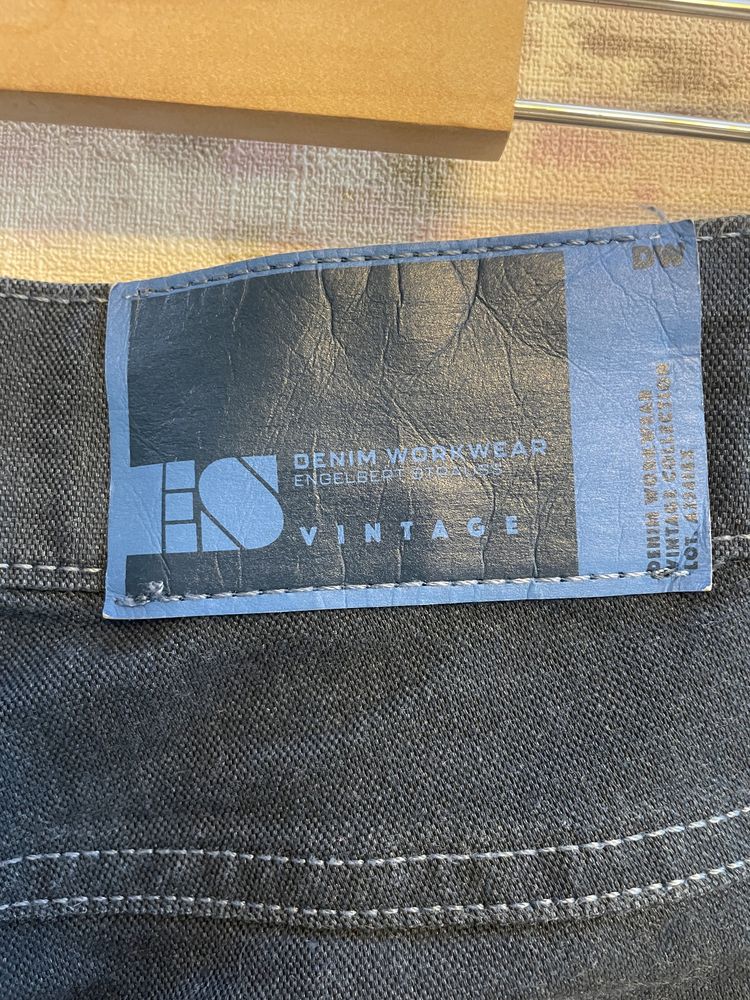 DW
ES
DENIM WORKWEAR
ENGELBERT STRAUSS
VINTAGE
DENIM WORKWEAR
VINTAGE COLLECTION
LOT.